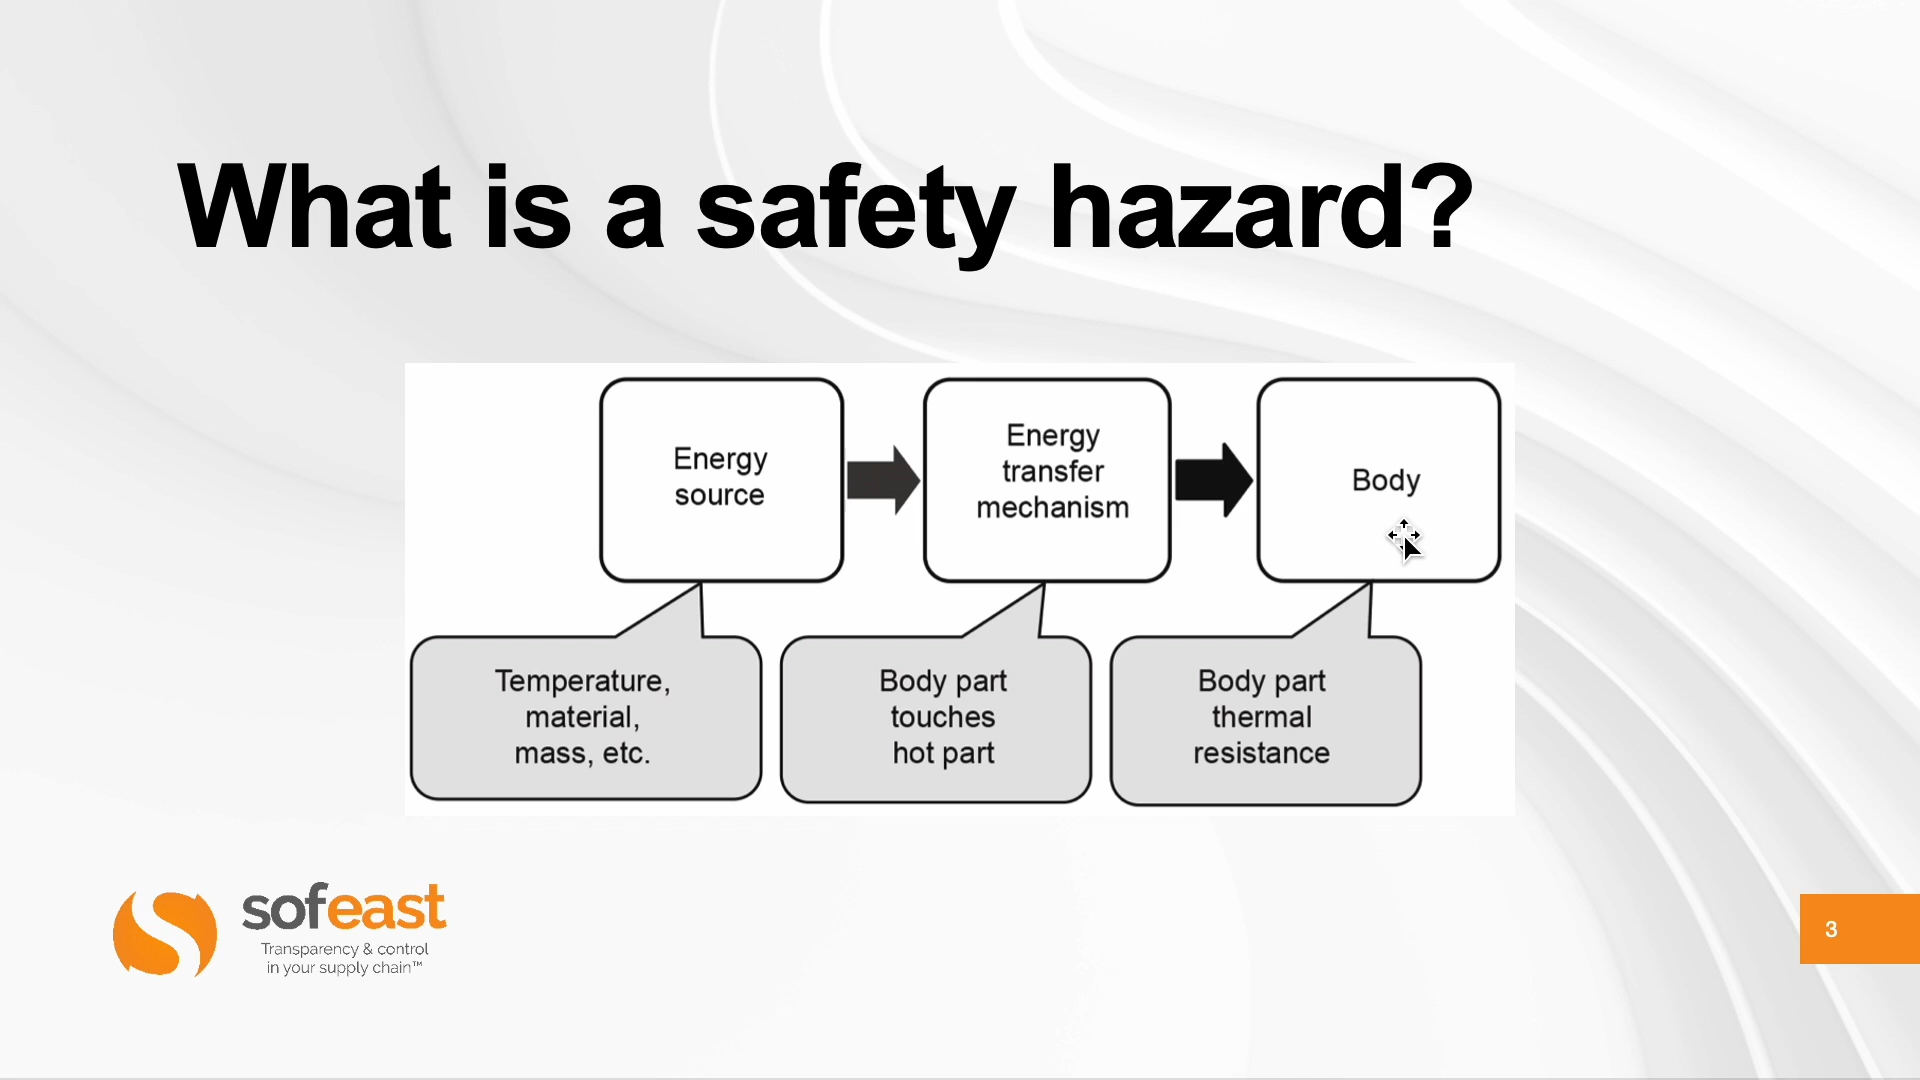 What is a safety hazard?
Energy
source
Energy
transfer
mechanism
Body
Temperature,
material,
mass, etc.
Body part
touches
hot part
Body part
thermal
resistance
sofeast
Transparency & control
in your supply chain™
3